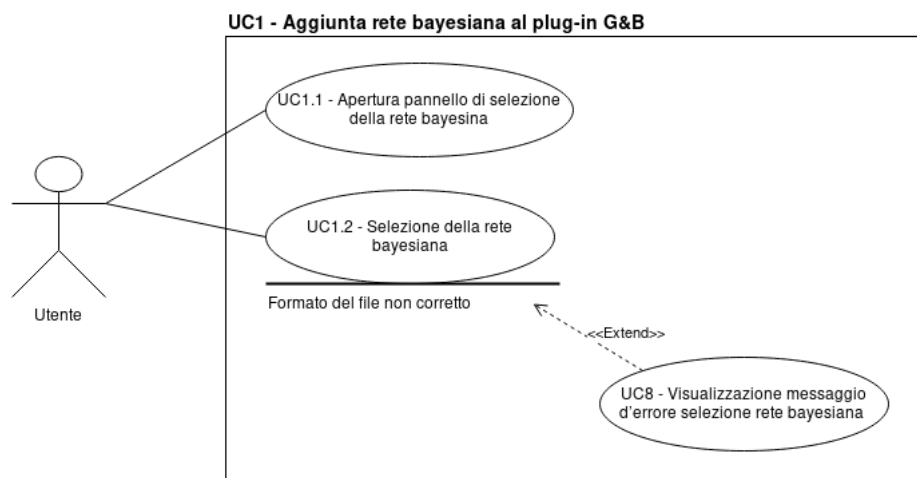 UC1 - Aggiunta rete bayesiana al plug-in G&B
UC1.1 - Apertura pannello di selezione
della rete bayesina
UC1.2 - Selezione della rete
bayesiana
Formato del file non corretto
Utente
<<Extend>>
UC8 - Visualizzazione messaggio
d'errore selezione rete bayesiana